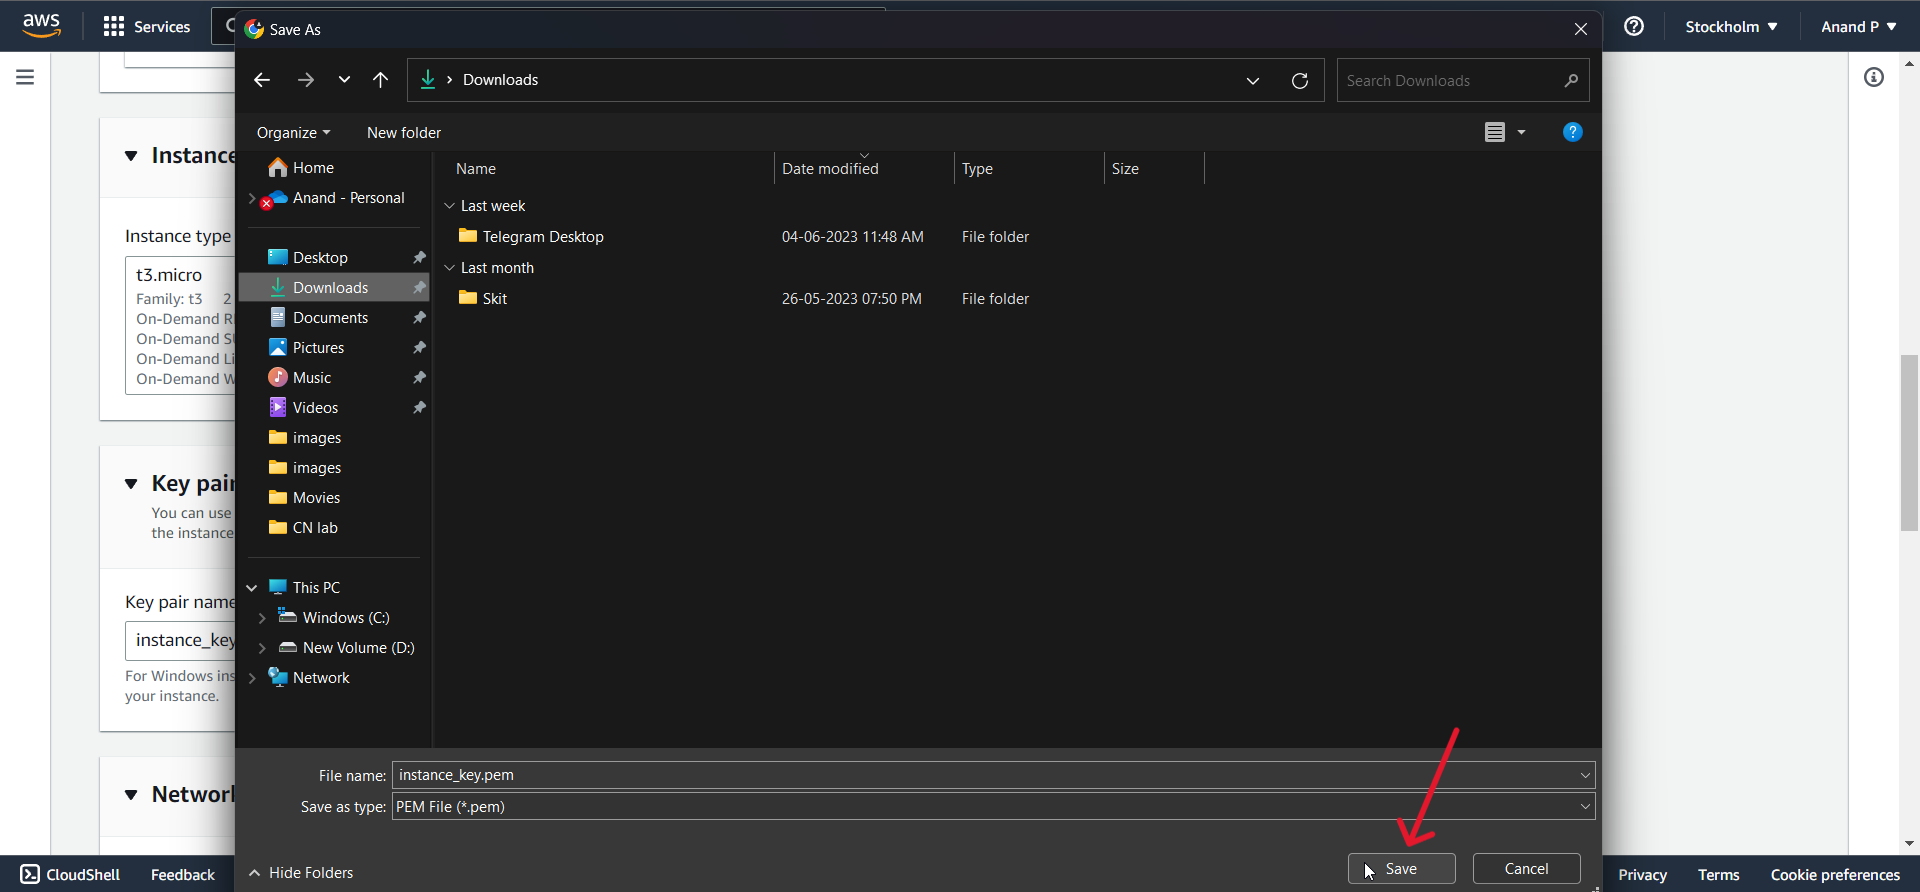 aws
Services
Stockholm
Anand P
Save As
Downloads
Search Downloads
Organize
New folder
Home
Anand - Personal
Desktop
Downloads
Documents
Pictures
Music
Videos
images
images
Movies
CN lab
This PC
Windows (C:)
New Volume (D:)
Network
Name Date modified Type Size
Last week
Telegram Desktop 04-06-2023 11:48 AM File folder
Last month
Skit 26-05-2023 07:50 PM File folder
File name: instance_key.pem
Save as type: PEM File (*.pem)
Hide Folders
Save
Cancel
Instance
Instance type
t3.micro
Family: t3 2
On-Demand
On-Demand
On-Demand
On-Demand
Key pair
You can use
the instance
Key pair name
instance_key
For Windows
your instance.
CloudShell
Feedback
Privacy
Terms
Cookie preferences